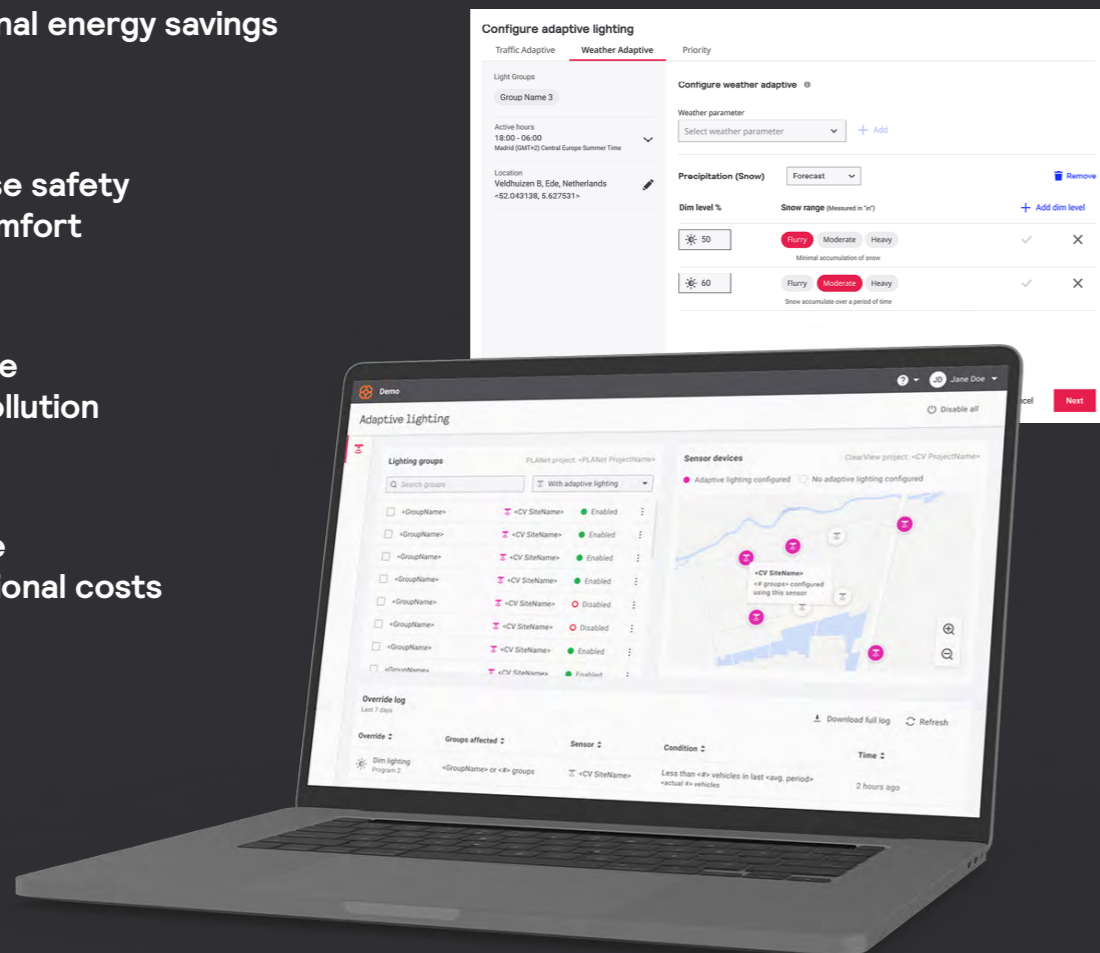 nal energy savings
se safety
mfort
e
ollution
e
ional costs
Configure adaptive lighting
Traffic Adaptive Weather Adaptive Priority
Light Groups
Group Name 3
Active hours
18:00 - 06:00
Madrid (GMT+2) Central Europe Summer Time
Location
Veldhuizen B, Ede, Netherlands
<52.043138, 5.627531>
Configure weather adaptive
Weather parameter
Select weather parameter + Add
Precipitation (Snow) Forecast Remove
Dim level % Snow range (Measured in "in") + Add dim level
50 Flurry Moderate Heavy
Minimal accumulation of snow
60 Flurry Moderate Heavy
Snow accumulate over a period of time
cel Next
Demo ? JD Jane Doe
Adaptive lighting Disable all
Lighting groups PLANet project: <PLANet ProjectName>
Search groups With adaptive lighting
<GroupName> <CV SiteName> Enabled
<GroupName> <CV SiteName> Enabled
<GroupName> <CV SiteName> Enabled
<GroupName> <CV SiteName> Enabled
<GroupName> <CV SiteName> Disabled
<GroupName> <CV SiteName> Disabled
<GroupName> <CV SiteName> Enabled
<GroupName> <CV SiteName> Enabled
Sensor devices ClearView project: <CV ProjectName>
Adaptive lighting configured No adaptive lighting configured
<CV SiteName>
<# groups> configured
using this sensor
Override log
Last 7 days
Download full log Refresh
Override Groups affected Sensor Condition Time
Dim lighting
Program 2
<GroupName> or <#> groups <CV SiteName>
Less than <#> vehicles in last <avg. period>
<actual #> vehicles
2 hours ago